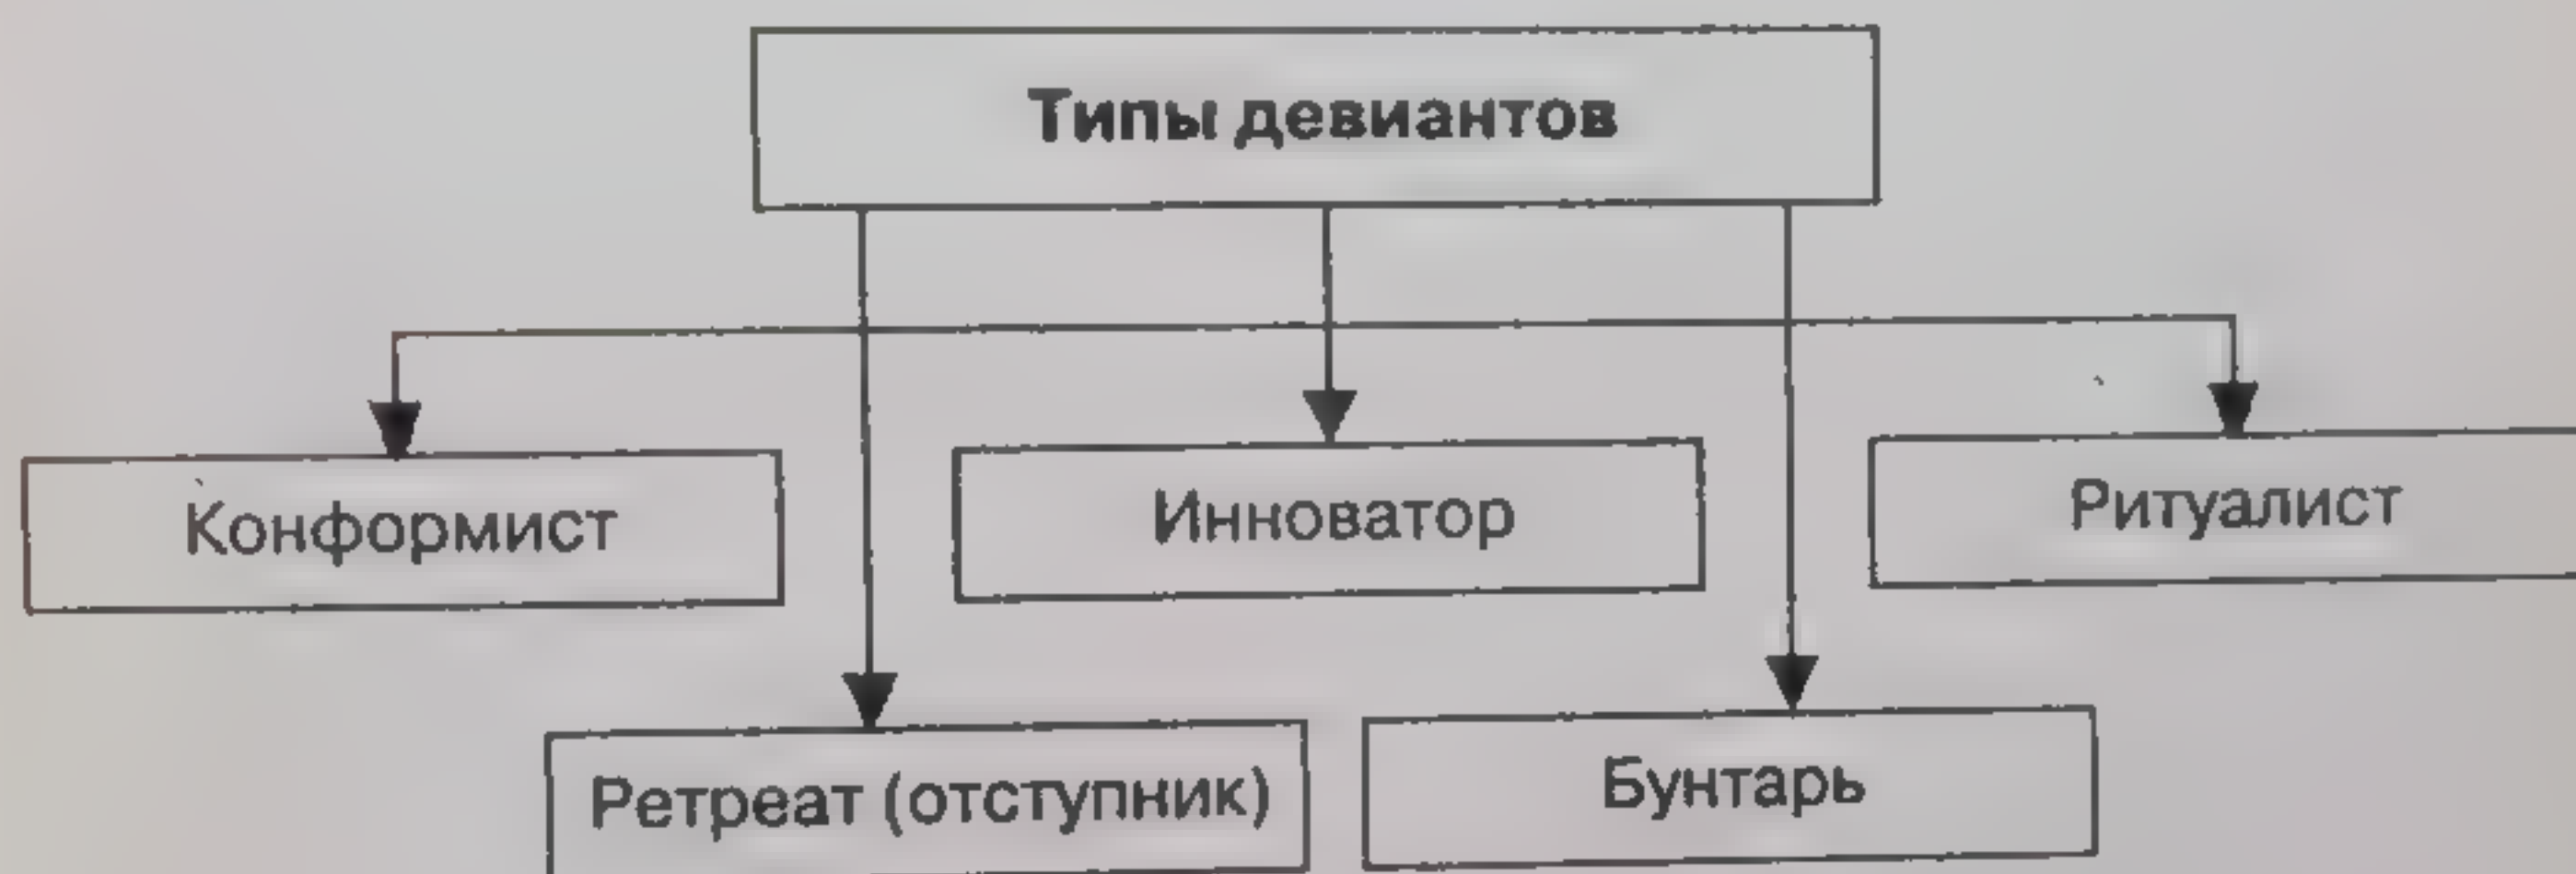 Типы девиантов
Конформист
Инноватор
Ритуалист
Ретреат (отступник)
Бунтарь